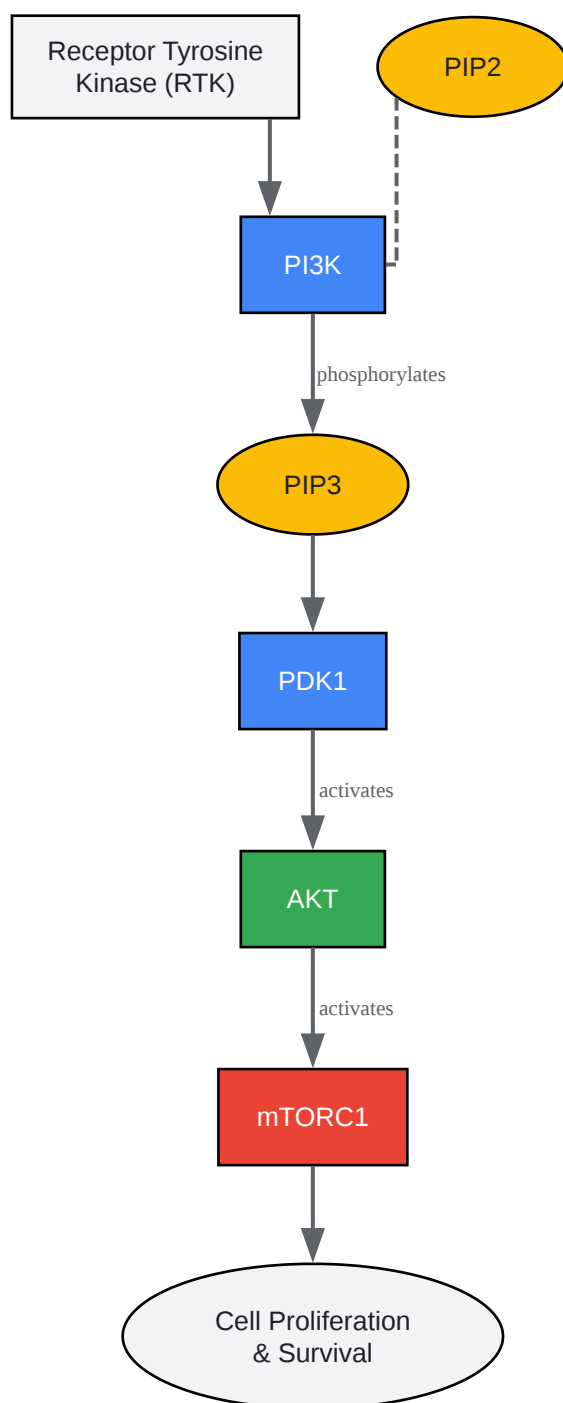 Receptor Tyrosine
Kinase (RTK)
PIP2
PI3K
phosphorylates
PIP3
PDK1
activates
AKT
activates
mTORC1
Cell Proliferation
& Survival